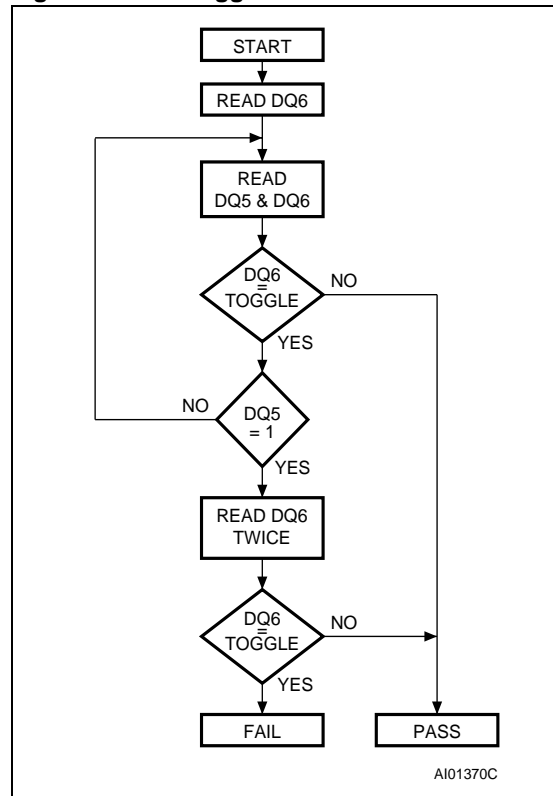 START
READ DQ6
READ
DQ5 & DQ6
DQ6
=
TOGGLE
NO
YES
NO
DQ5
= 1
YES
READ DQ6
TWICE
DQ6
=
TOGGLE
NO
YES
FAIL
PASS
AI01370C